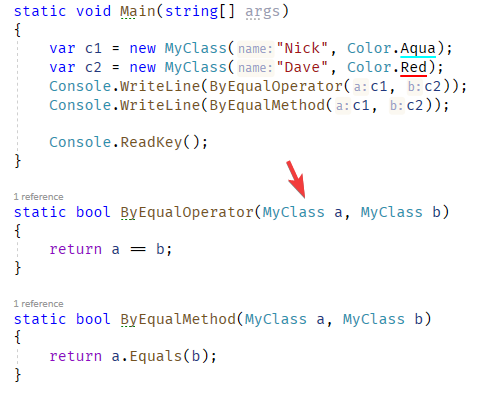 static void Main(string[] args)
{
var c1 = new MyClass(name:"Nick", Color.Aqua);
var c2 = new MyClass(name:"Dave", Color.Red);
Console.WriteLine(ByEqualOperator(a:c1, b:c2));
Console.WriteLine(ByEqualMethod(a:c1, b:c2));
Console.ReadKey();
}
1 reference
static bool ByEqualOperator(MyClass a, MyClass b)
{
return a == b;
}
1 reference
static bool ByEqualMethod(MyClass a, MyClass b)
{
return a.Equals(b);
}